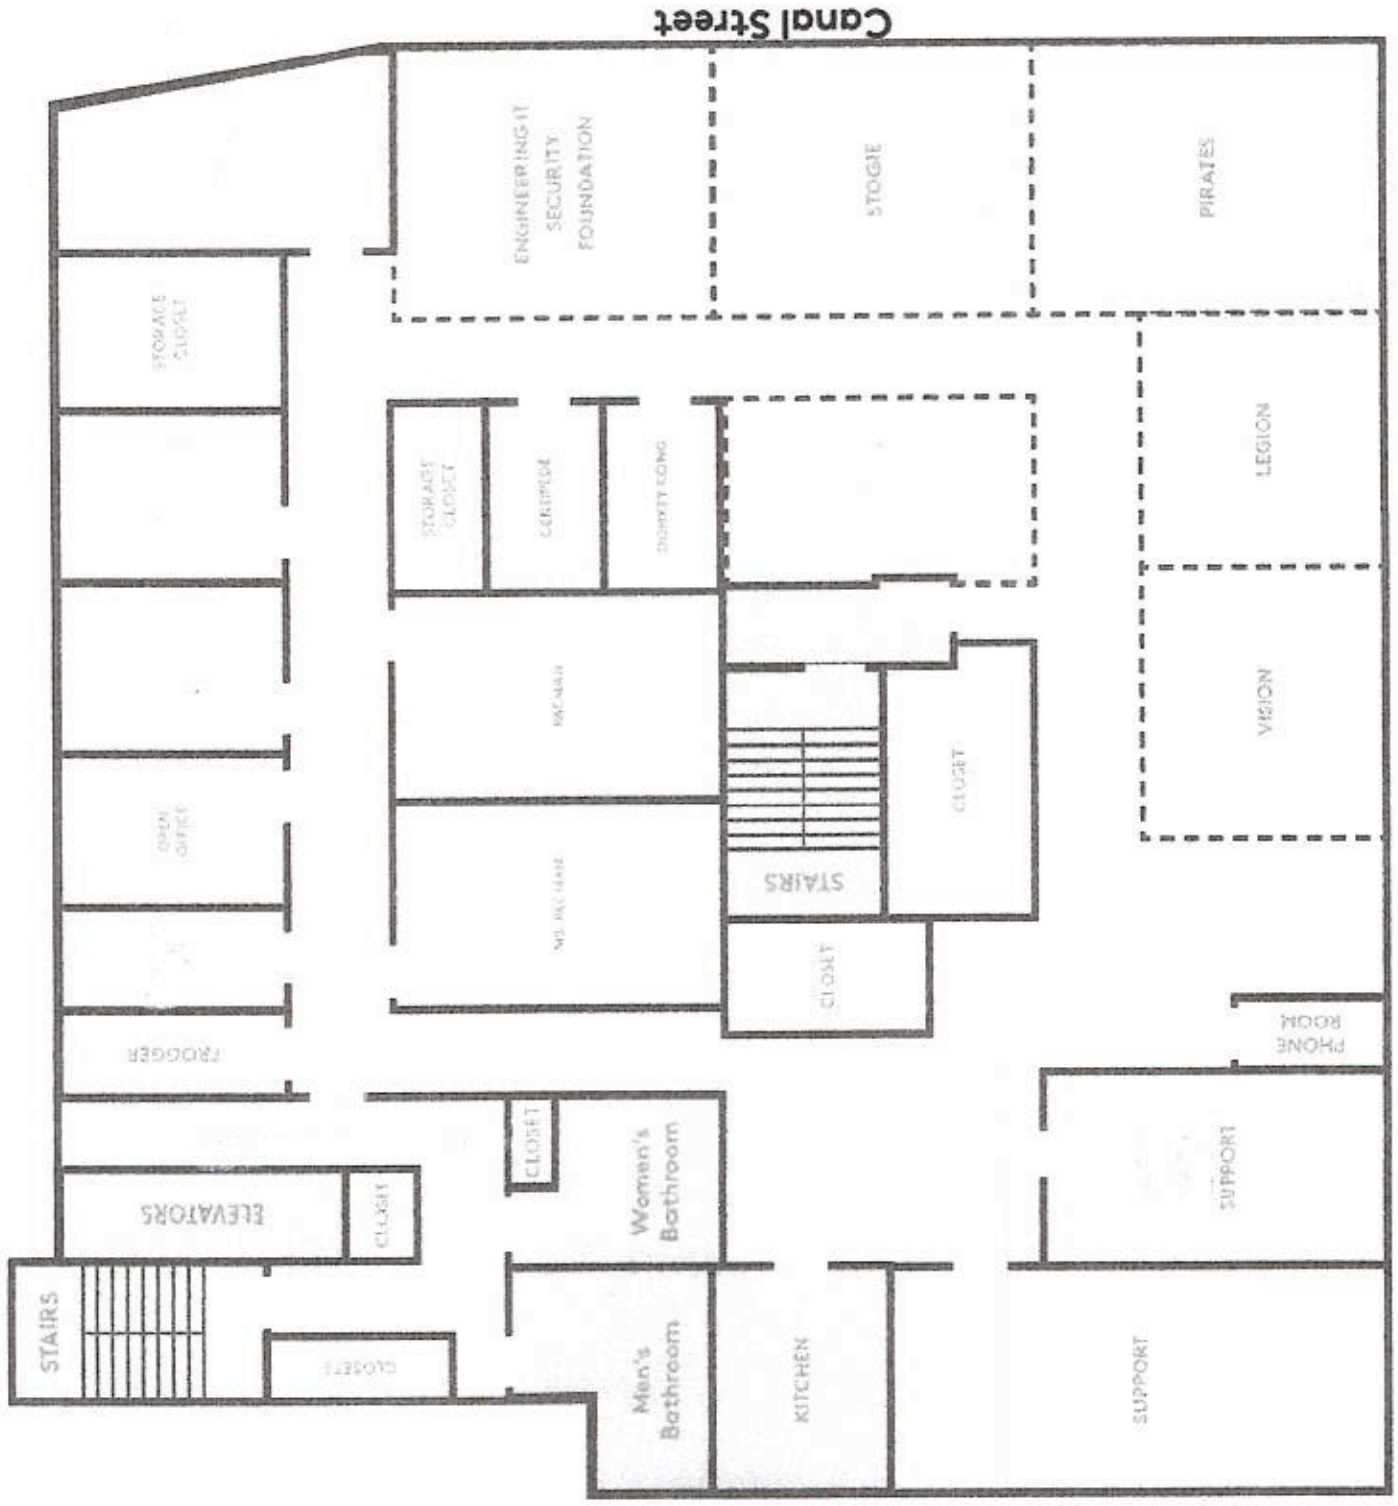 Canal Street
ENGINEERING IT
SECURITY
FOUNDATION
STOGIE
PIRATES
STORAGE
CLOSET
STORAGE
CLOSET
CENTIPEDE
DONKEY KONG
LEGION
PACMAN
VISION
OPEN
OFFICE
MS. PACMAN
CLOSET
STAIRS
CLOSET
FROGGER
PHONE
ROOM
CLOSET
Women's
Bathroom
SUPPORT
ELEVATORS
CLOSET
STAIRS
CLOSETS
Men's
Bathroom
KITCHEN
SUPPORT